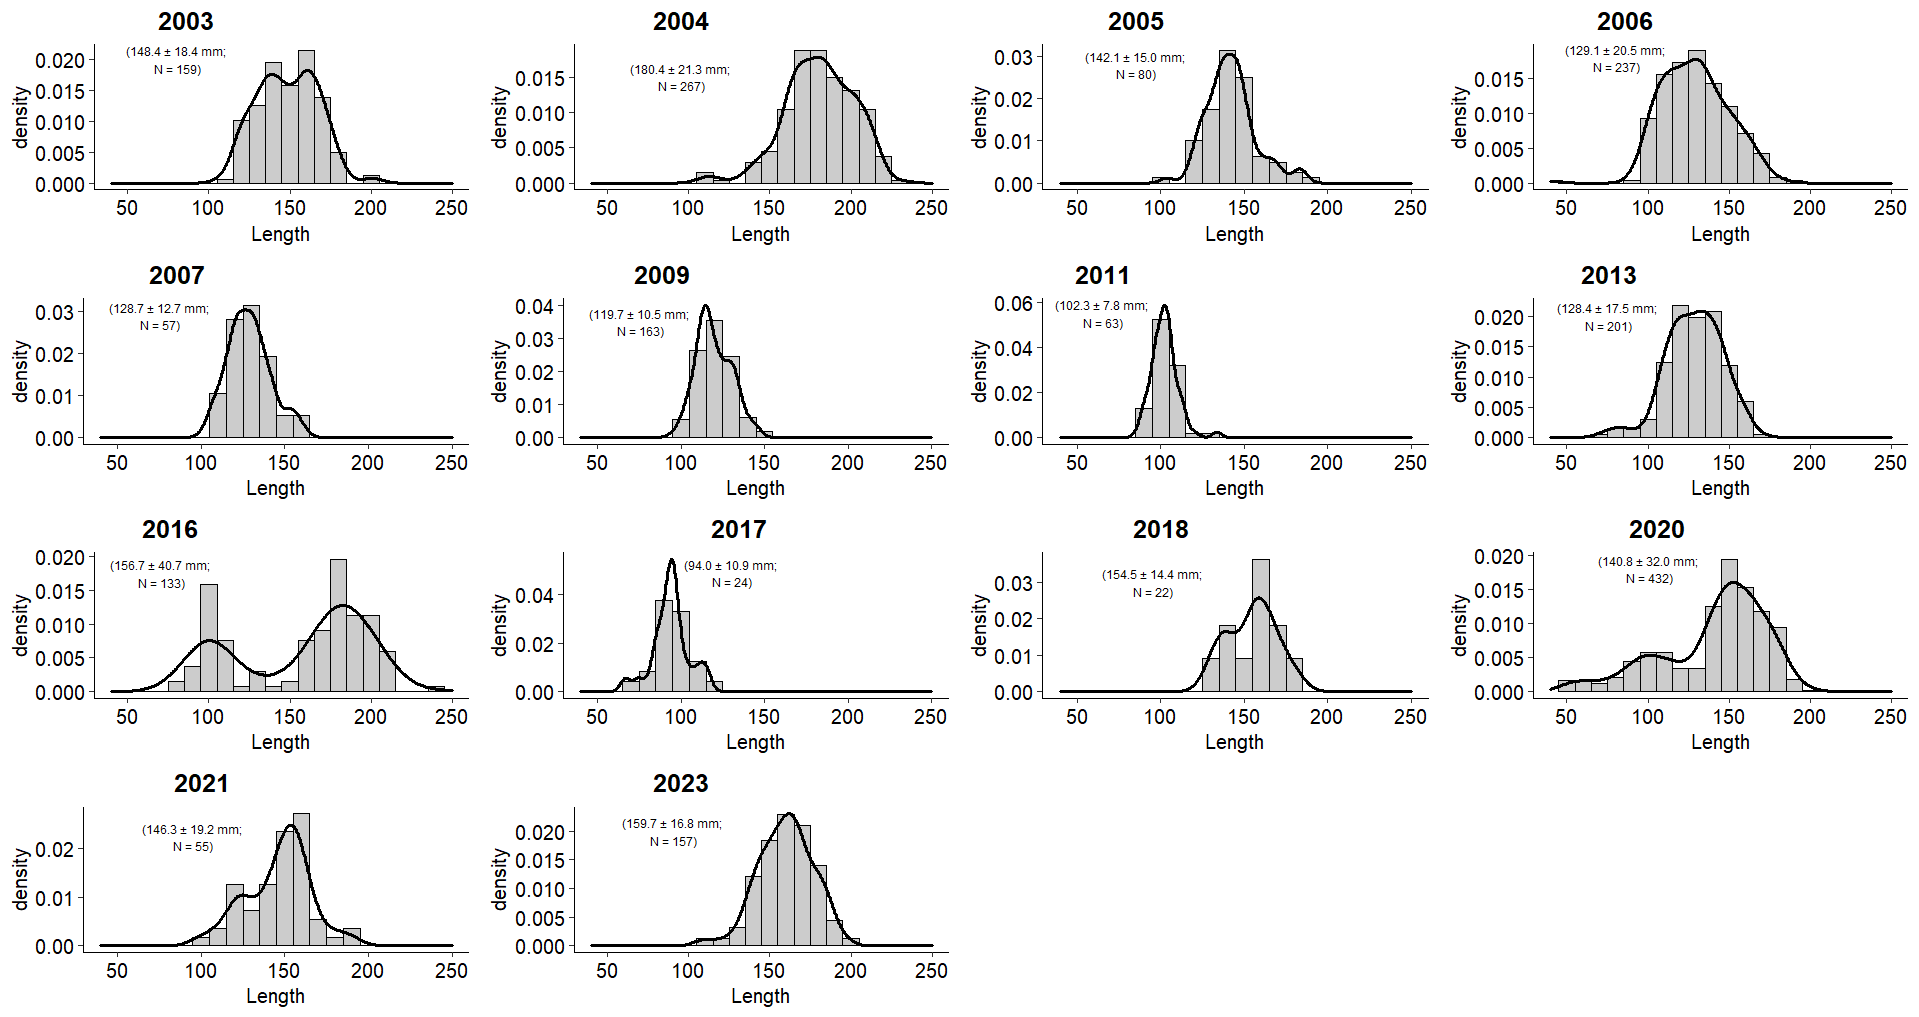 2003
(148.4 ± 18.4 mm;
N = 159)
density
0.020
0.015
0.010
0.005
0.000
50 100 150 200
Length
2004
(180.4 ± 21.3 mm;
N = 267)
density
0.015
0.010
0.005
0.000
50 100 150 200 250
Length
2005
(142.1 ± 15.0 mm;
N = 80)
density
0.03
0.02
0.01
0.00
50 100 150 200 250
Length
2006
(129.1 ± 20.5 mm;
N = 237)
density
0.015
0.010
0.005
0.000
50 100 150 200 250
Length
2007
(128.7 ± 12.7 mm;
N = 57)
density
0.03
0.02
0.01
0.00
50 100 150 200 250
Length
2009
(119.7 ± 10.5 mm;
N = 163)
density
0.04
0.03
0.02
0.01
0.00
50 100 150 200 250
Length
2011
(102.3 ± 7.8 mm;
N = 63)
density
0.06
0.04
0.02
0.00
50 100 150 200 250
Length
2013
(128.4 ± 17.5 mm;
N = 201)
density
0.020
0.015
0.010
0.005
0.000
50 100 150 200 250
Length
2016
(156.7 ± 40.7 mm;
N = 133)
density
0.020
0.015
0.010
0.005
0.000
50 100 150 200 250
Length
2017
(94.0 ± 10.9 mm;
N = 24)
density
0.04
0.02
0.00
50 100 150 200 250
Length
2018
(154.5 ± 14.4 mm;
N = 22)
density
0.03
0.02
0.01
0.00
50 100 150 200 250
Length
2020
(140.8 ± 32.0 mm;
N = 432)
density
0.020
0.015
0.010
0.005
0.000
50 100 150 200 250
Length
2021
(146.3 ± 19.2 mm;
N = 55)
density
0.02
0.01
0.00
50 100 150 200 250
Length
2023
(159.7 ± 16.8 mm;
N = 157)
density
0.020
0.015
0.010
0.005
0.000
50 100 150 200 250
Length